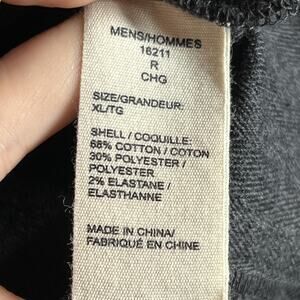 MENS/HOMMES
16211
R
CHG
SIZE/GRANDEUR:
XL/TG
SHELL / COQUILLE:
68% COTTON / COTON
30% POLYESTER /
POLYESTER
2% ELASTANE /
ELASTHANNE
MADE IN CHINA/
FABRIQUÉ EN CHINE